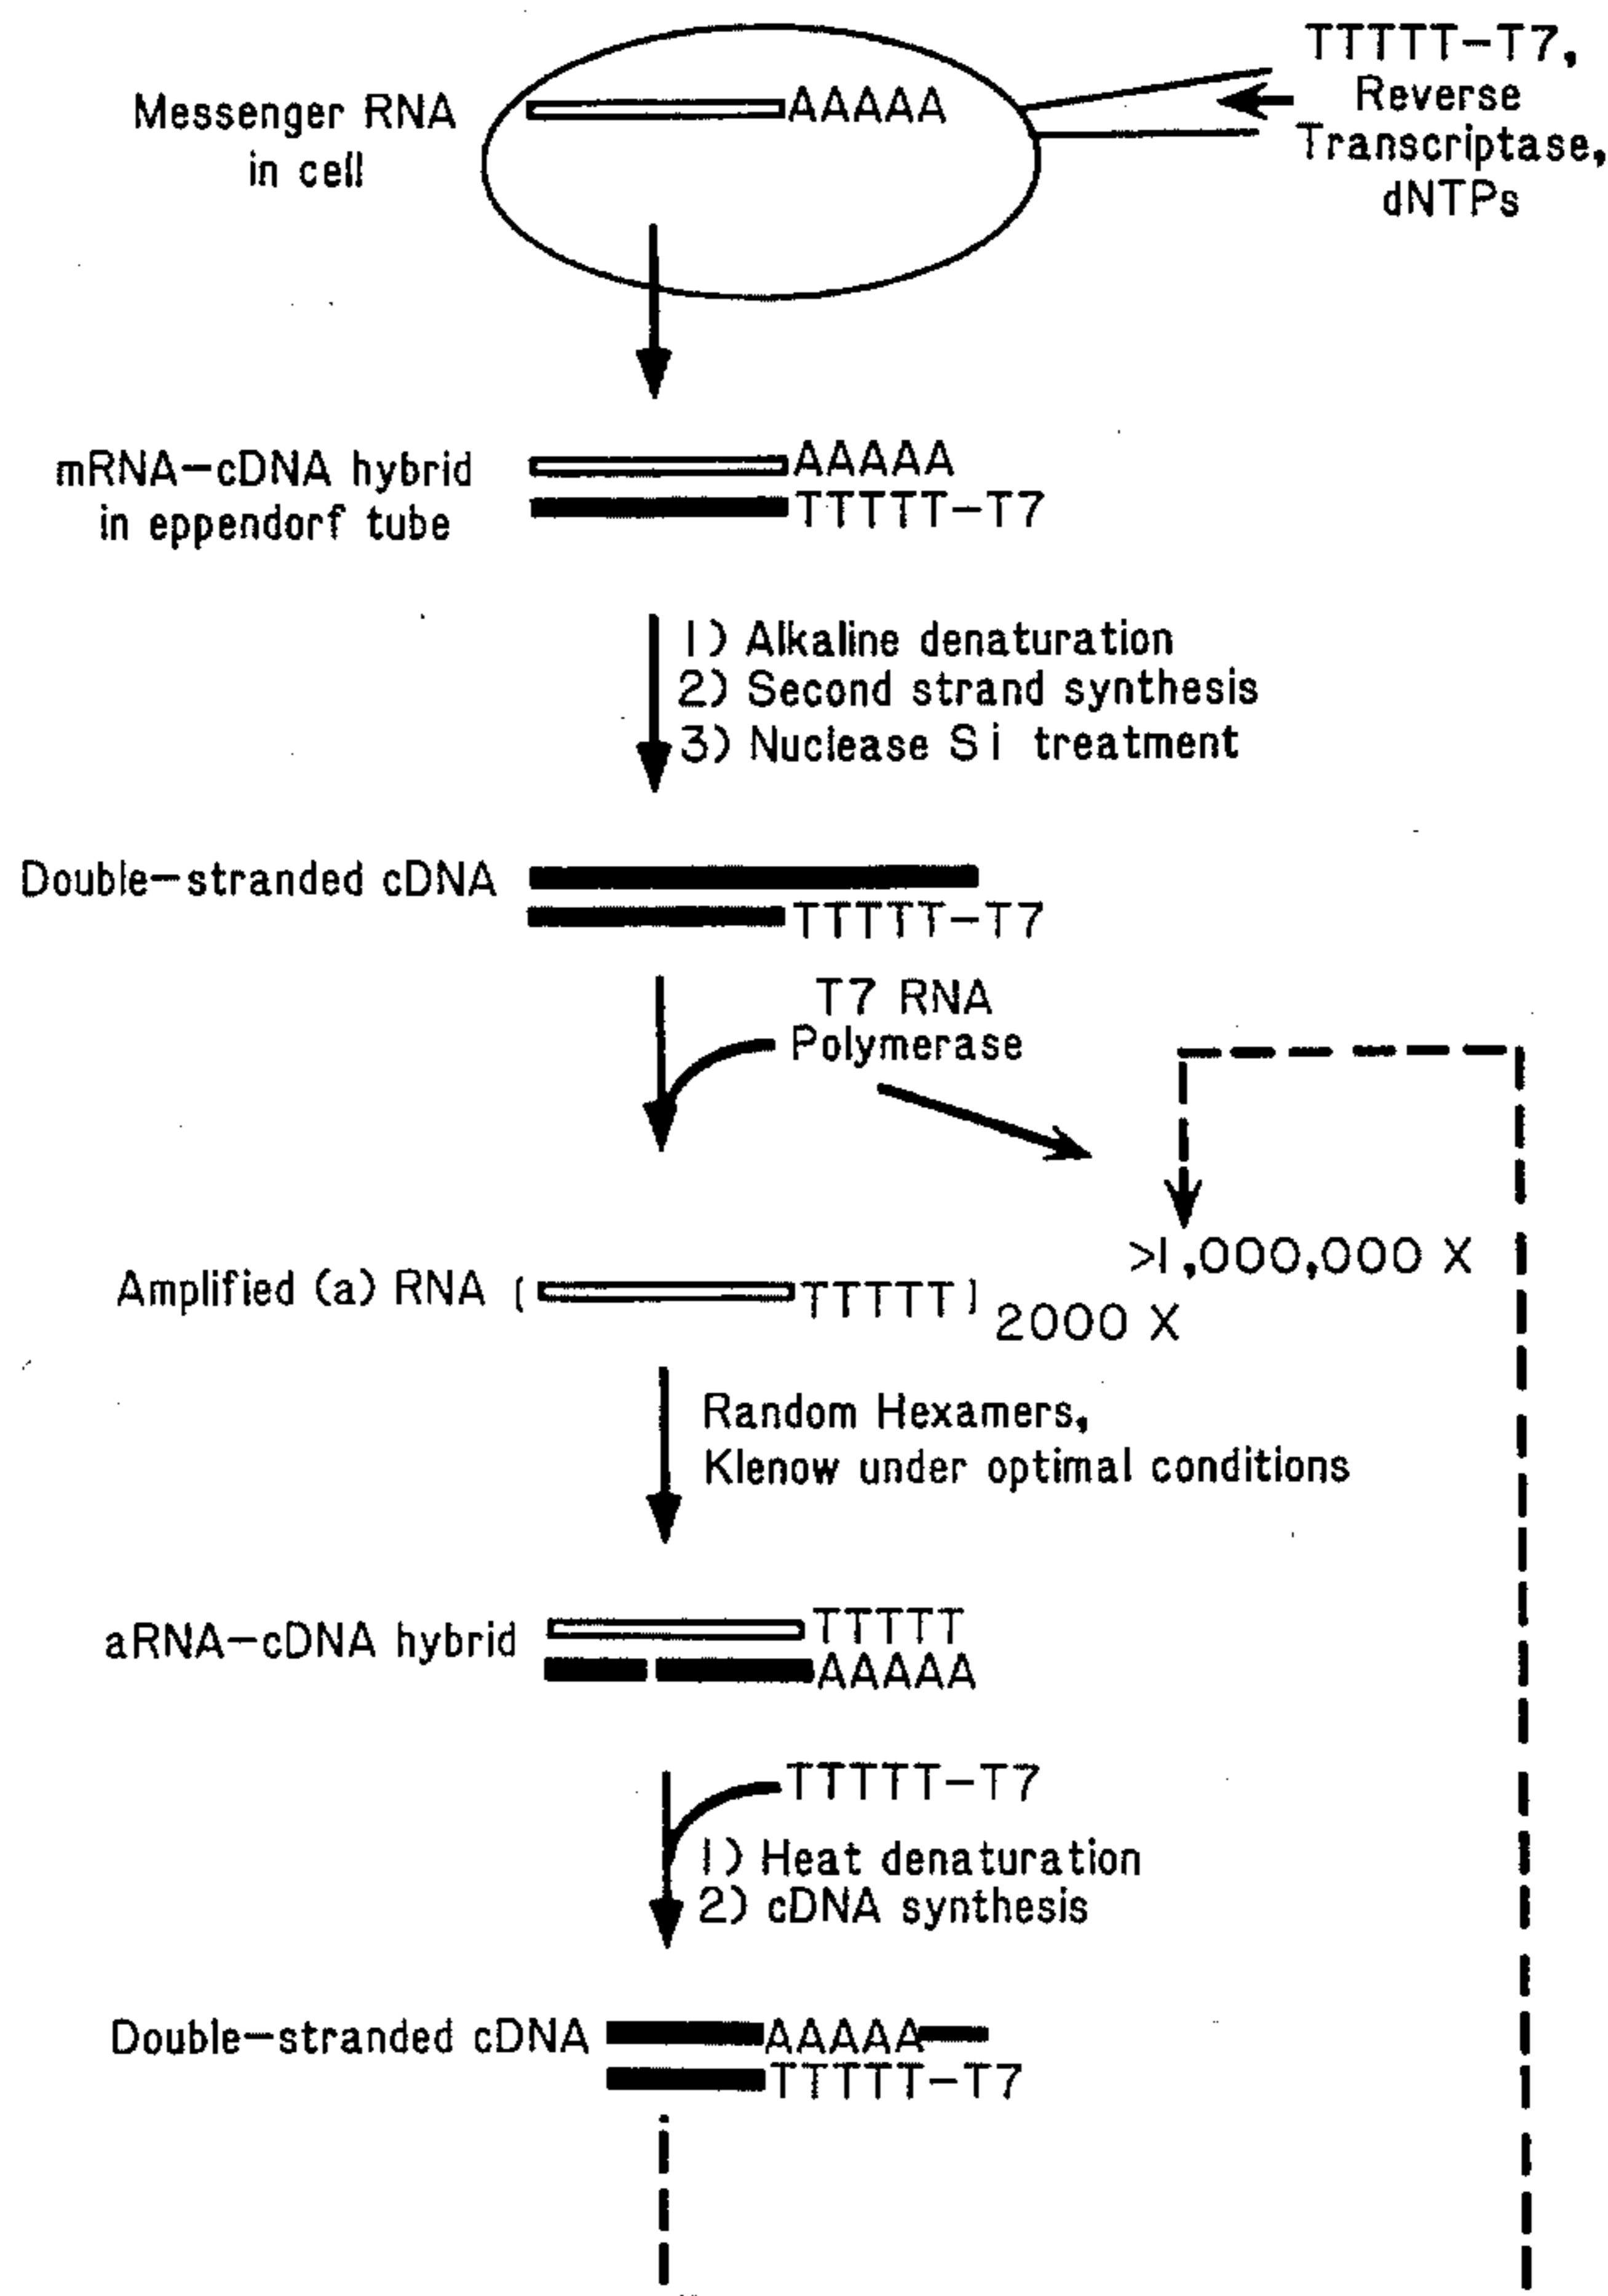 TTTTT-T7,
Reverse
Transcriptase,
dNTPs
Messenger RNA
in cell
AAAAA
mRNA-cDNA hybrid
in eppendorf tube
AAAAA
TTTTT-T7
1) Alkaline denaturation
2) Second strand synthesis
3) Nuclease Si treatment
Double-stranded cDNA
TTTTT-T7
T7 RNA
Polymerase
>1,000,000 X
Amplified (a) RNA
[ TTTTT ] 2000 X
Random Hexamers,
Klenow under optimal conditions
aRNA-cDNA hybrid
TTTTT
AAAAA
TTTTT-T7
1) Heat denaturation
2) cDNA synthesis
Double-stranded cDNA
AAAAA
TTTTT-T7